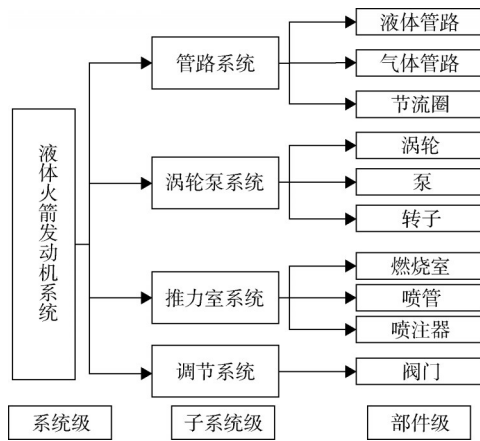 液体火箭发动机系统
管路系统
涡轮泵系统
推力室系统
调节系统
液体管路
气体管路
节流圈
涡轮
泵
转子
燃烧室
喷管
喷注器
阀门
系统级
子系统级
部件级